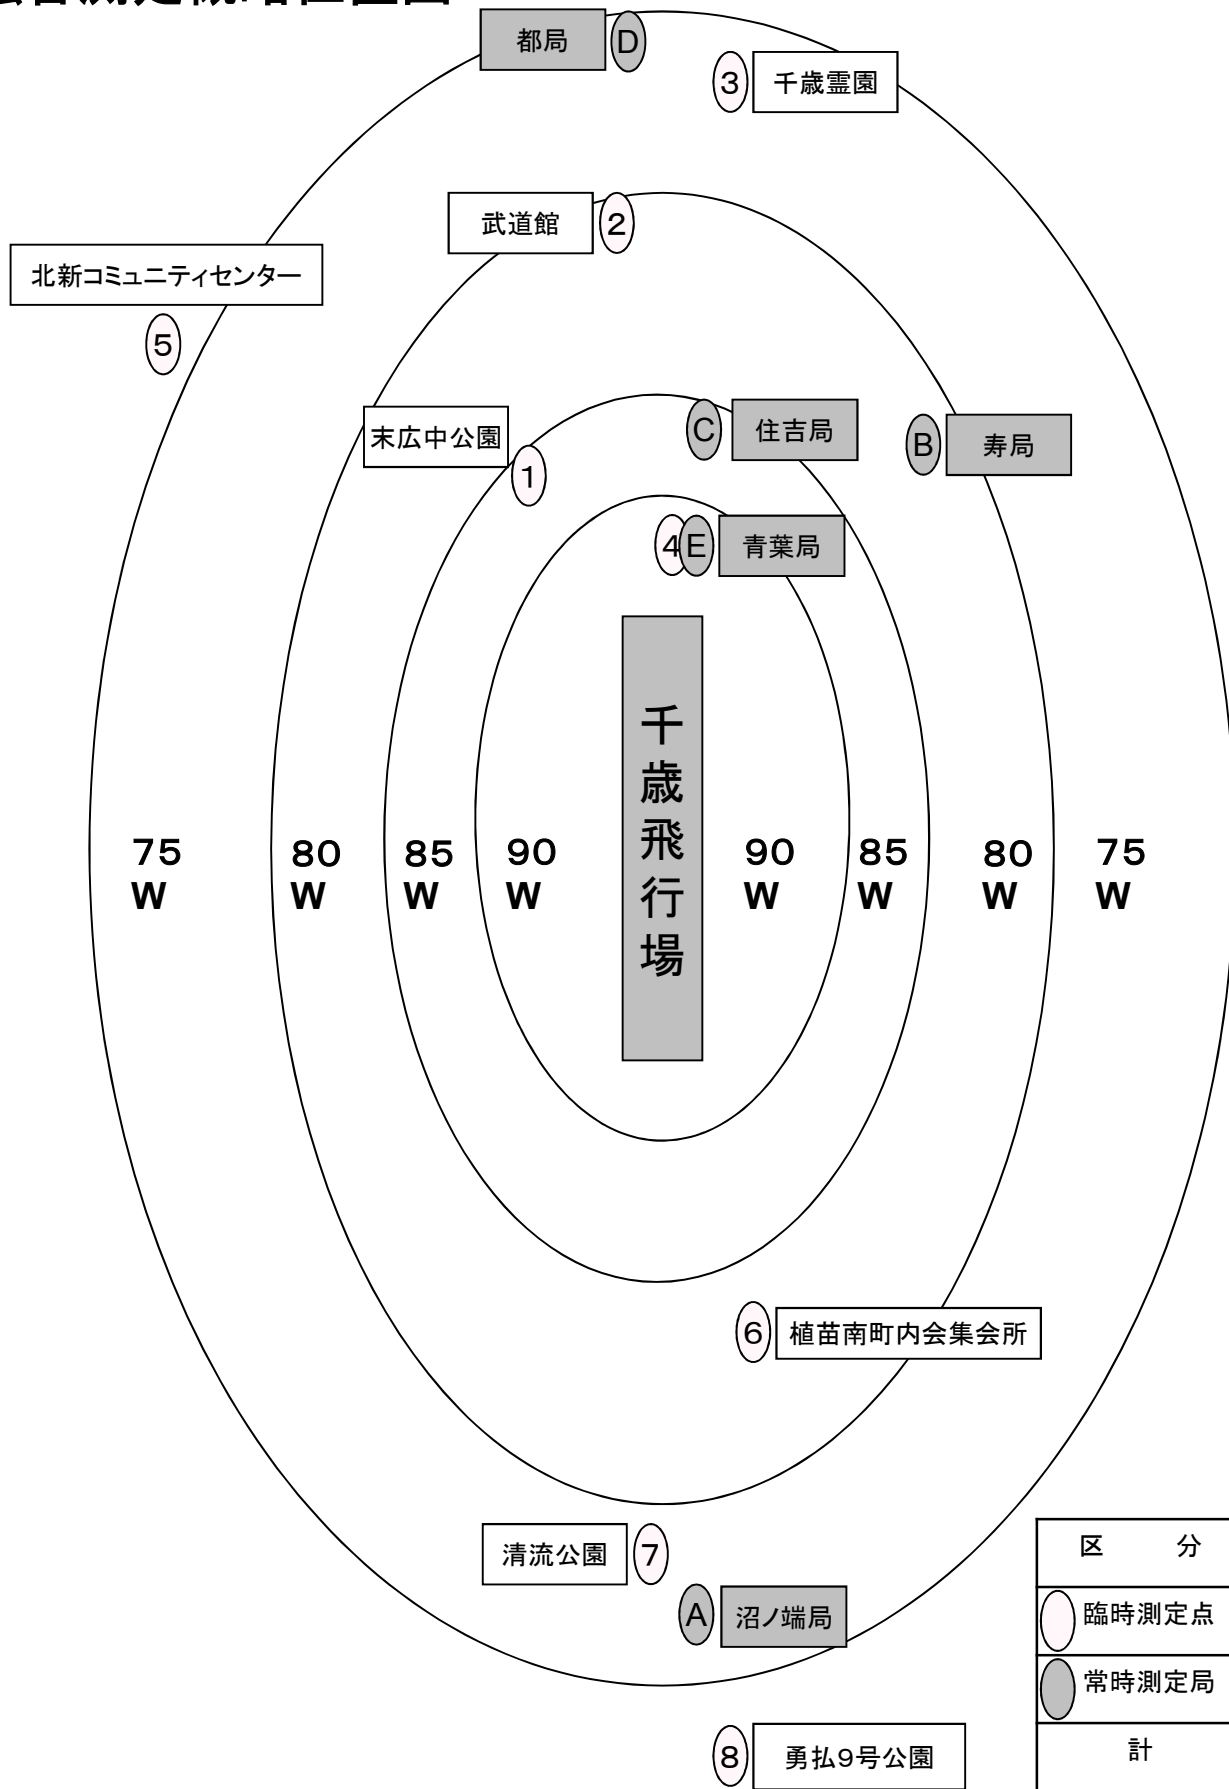 都局 D
3 千歳霊園
武道館 2
北新コミュニティセンター
5
末広中公園
1
C 住吉局
B 寿局
4 E 青葉局
千歳飛行場
75 80 85 90 90 85 80 75
W W W W W W W W
6 植苗南町内会集会所
清流公園 7
A 沼ノ端局
8 勇払9号公園
区 分
臨時測定点
常時測定局
計